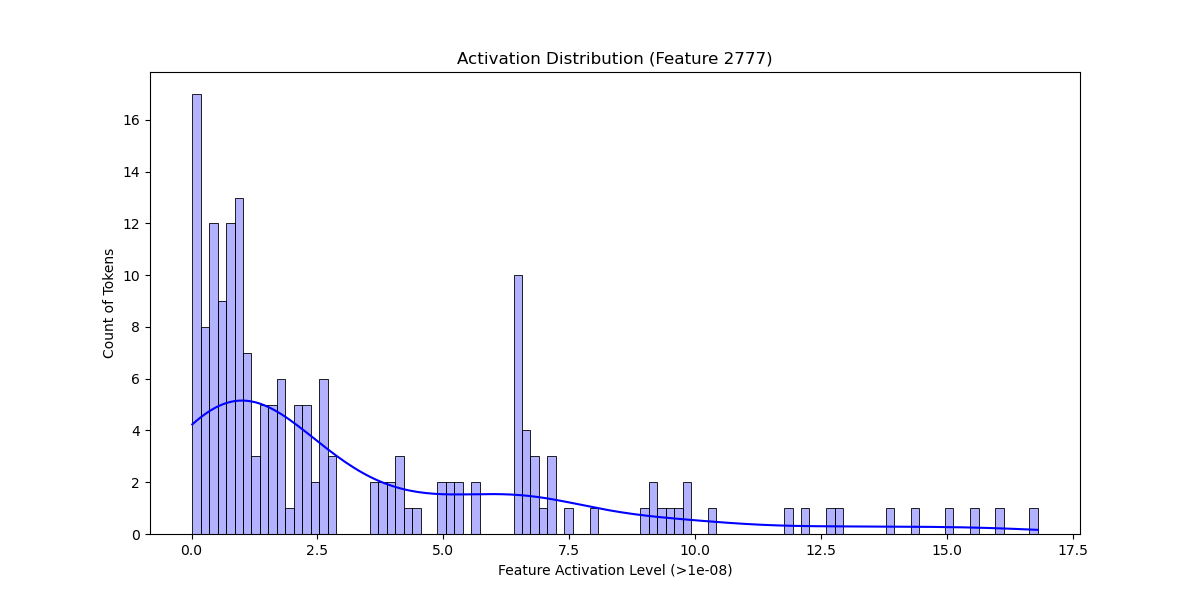 Activation Distribution (Feature 2777)
Count of Tokens
16
14
12
10
8
6
4
2
0
0.0 2.5 5.0 7.5 10.0 12.5 15.0 17.5
Feature Activation Level (>1e-08)